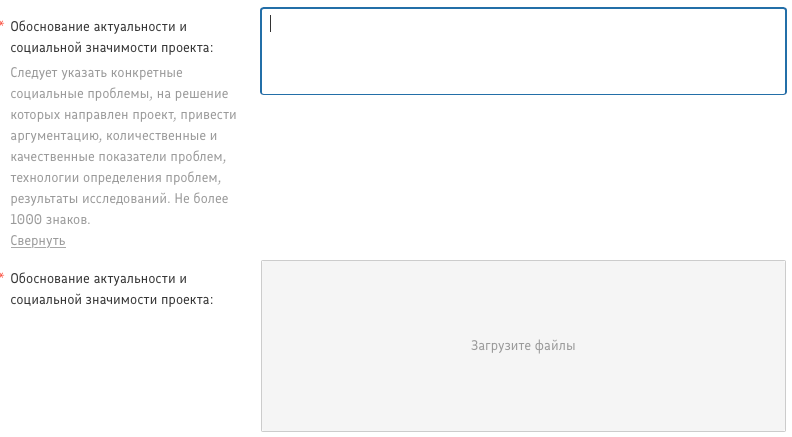 * Обоснование актуальности и
социальной значимости проекта:
Следует указать конкретные
социальные проблемы, на решение
которых направлен проект, привести
аргументацию, количественные и
качественные показатели проблем,
технологии определения проблем,
результаты исследований. Не более
1000 знаков.
Свернуть
* Обоснование актуальности и
социальной значимости проекта:
Загрузите файлы